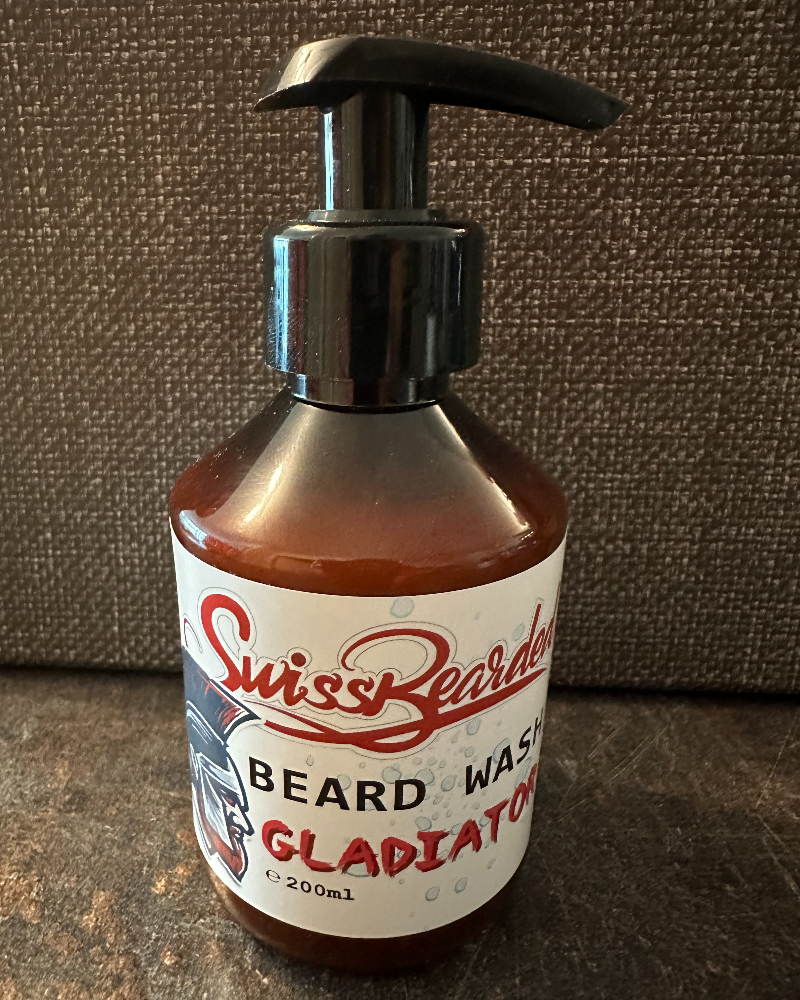 SwissBearded
BEARD WASH
GLADIATOR
℮ 200ml